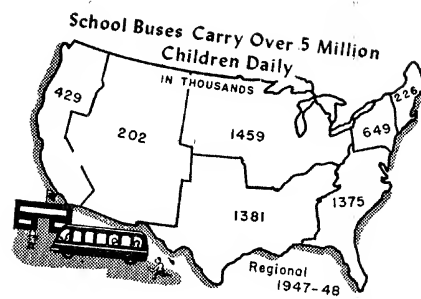 School Buses Carry Over 5 Million
Children Daily
IN THOUSANDS
429
202
1459
226
649
1381
1375
Regional
1947-48